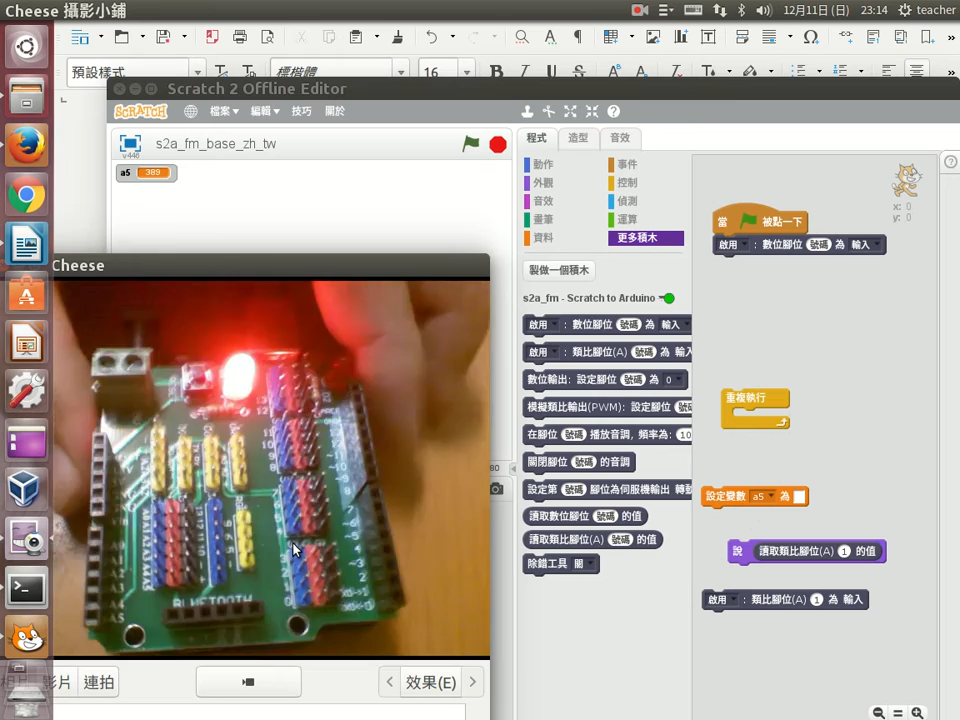 Cheese 攝影小鋪
12月11日 (日) 23:14 teacher
預設樣式
標楷體
16
B I U S
Scratch 2 Offline Editor
SCRATCH 檔案 編輯 技巧 關於
s2a_fm_base_zh_tw
v446
a5 389
程式 造型 音效
動作 事件
外觀 控制
音效 偵測
畫筆 運算
資料 更多積木
製做一個積木
s2a_fm - Scratch to Arduino
啟用 : 數位腳位 號碼 為 輸入
啟用 : 類比腳位(A) 號碼 為 輸入
數位輸出: 設定腳位 號碼 為 0
模擬類比輸出(PWM): 設定腳位 號碼
在腳位 號碼 播放音調, 頻率為: 10
關閉腳位 號碼 的音調
設定第 號碼 腳位為伺服機輸出 轉動
讀取數位腳位 號碼 的值
讀取類比腳位(A) 號碼 的值
除錯工具 關
x: 0
y: 0
當 被點一下
啟用 : 數位腳位 號碼 為 輸入
重複執行
設定變數 a5 為
說 讀取類比腳位(A) 1 的值
啟用 : 類比腳位(A) 1 為 輸入
Cheese
BLUETOOTH
相片 影片 連拍
效果(E)